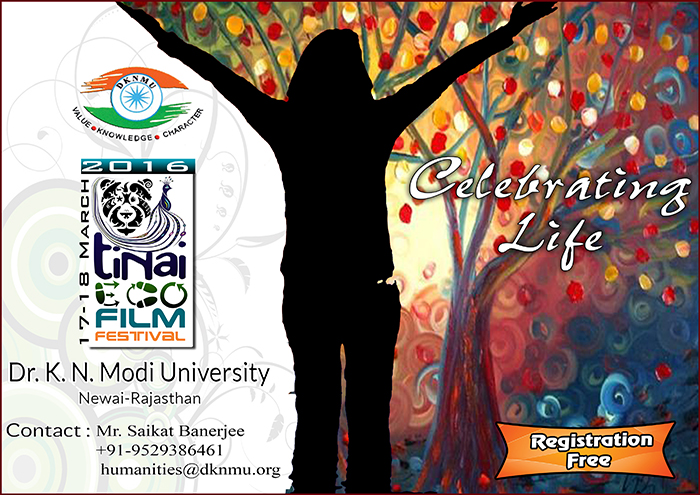 DKNMU
VALUE • KNOWLEDGE • CHARACTER
2016
17-18 MARCH
tiNai
ECO
FILM
FESTIVAL
Dr. K. N. Modi University
Newai-Rajasthan
Contact : Mr. Saikat Banerjee
+91-9529386461
humanities@dknmu.org
Celebrating
Life
Registration
Free